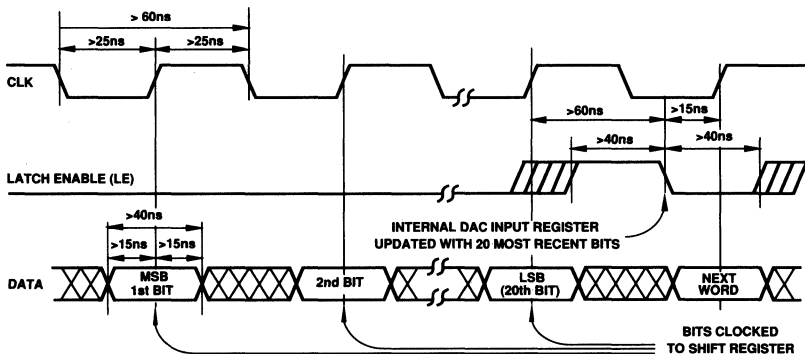 > 60ns
>25ns >25ns
CLK
>60ns >15ns
>40ns >40ns
LATCH ENABLE (LE)
>40ns
INTERNAL DAC INPUT REGISTER
UPDATED WITH 20 MOST RECENT BITS
>15ns >15ns
DATA
MSB
1st BIT
2nd BIT
LSB
(20th BIT)
NEXT
WORD
BITS CLOCKED
TO SHIFT REGISTER